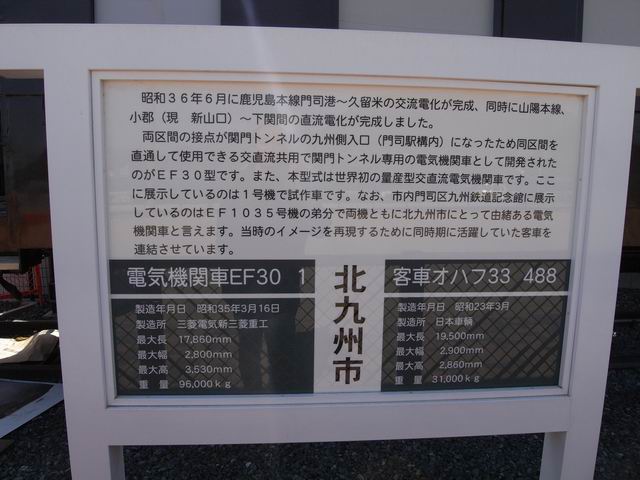 昭和36年6月に鹿児島本線門司港～久留米の交流電化が完成、同時に山陽本線、
小郡（現　新山口）～下関間の直流電化が完成しました。
両区間の接点が関門トンネルの九州側入口（門司駅構内）になったため同区間を
直通して使用できる交直流共用で関門トンネル専用の電気機関車として開発された
のがEF30型です。また、本型式は世界初の量産型交直流電気機関車です。ここ
に展示しているのは1号機で試作車です。なお、市内門司区九州鉄道記念館に展示
しているのはEF1035号機の弟分で両機ともに北九州市にとって由緒ある電気
機関車と言えます。当時のイメージを再現するために同時期に活躍していた客車を
連結させています。
電気機関車EF30　1
製造年月日　昭和35年3月16日
製造所　三菱電気新三菱重工
最大長　17,860mm
最大幅　2,800mm
最大高　3,530mm
重　量　96,000kg
北九州市
客車オハフ33　488
製造年月日　昭和23年3月
製造所　日本車輌
最大長　19,500mm
最大幅　2,900mm
最大高　2,860mm
重　量　31,000kg